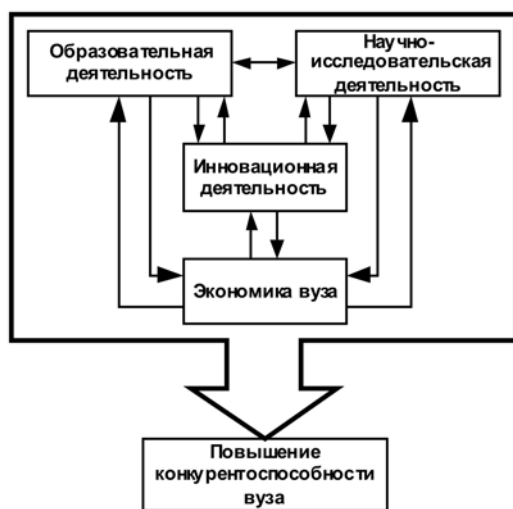 Образовательная
деятельность
Научно-
исследовательская
деятельность
Инновационная
деятельность
Экономика вуза
Повышение
конкурентоспособности
вуза